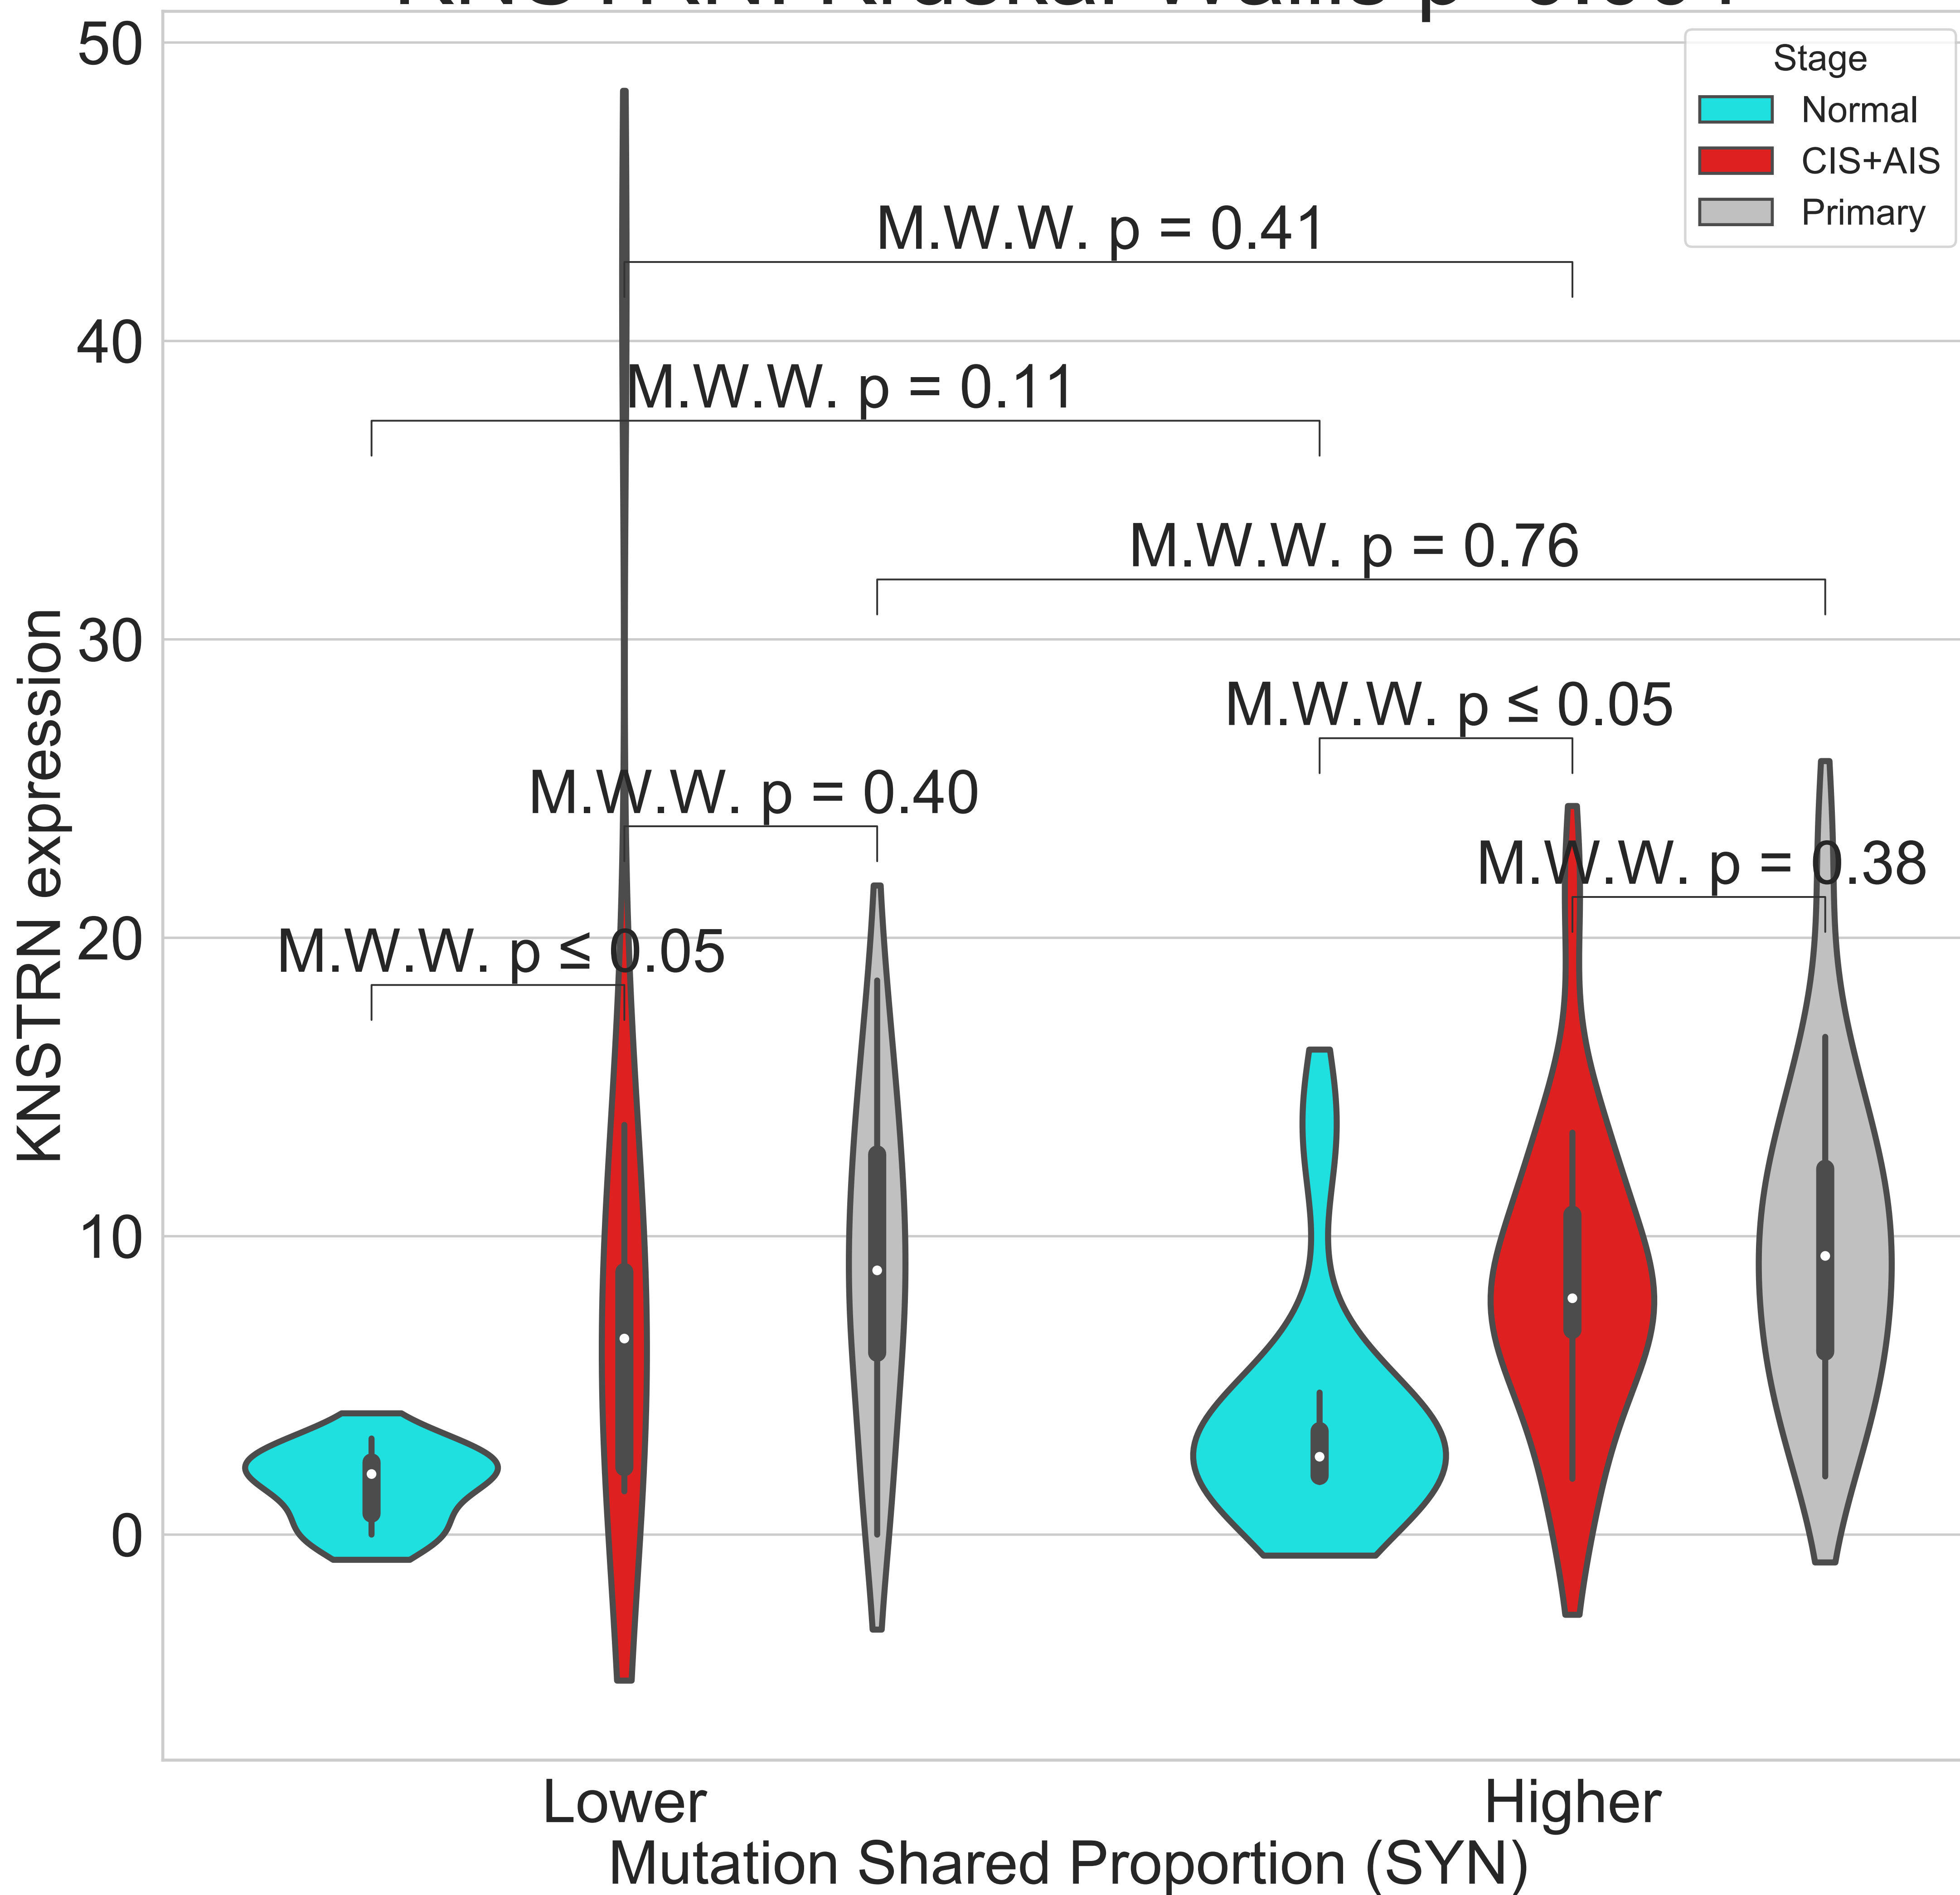 50
Stage
Normal
CIS+AIS
Primary
M.W.W. p = 0.41
40
M.W.W. p = 0.11
M.W.W. p = 0.76
30
M.W.W. p ≤ 0.05
M.W.W. p = 0.40
M.W.W. p = 0.38
20
M.W.W. p ≤ 0.05
10
0
KNSTRN expression
Lower
Higher
Mutation Shared Proportion (SYN)